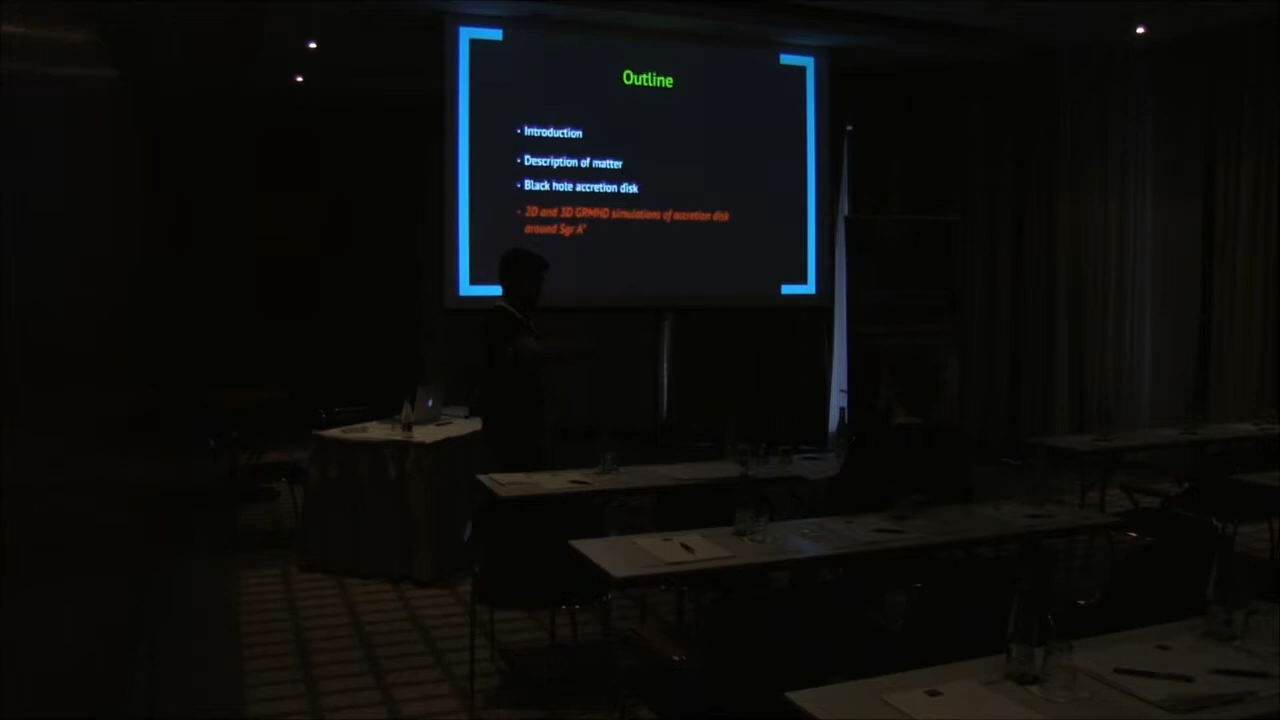 Outline
• Introduction
• Description of matter
• Black hole accretion disk
• 2D and 3D GRMHD simulations of accretion disk
around Sgr A*